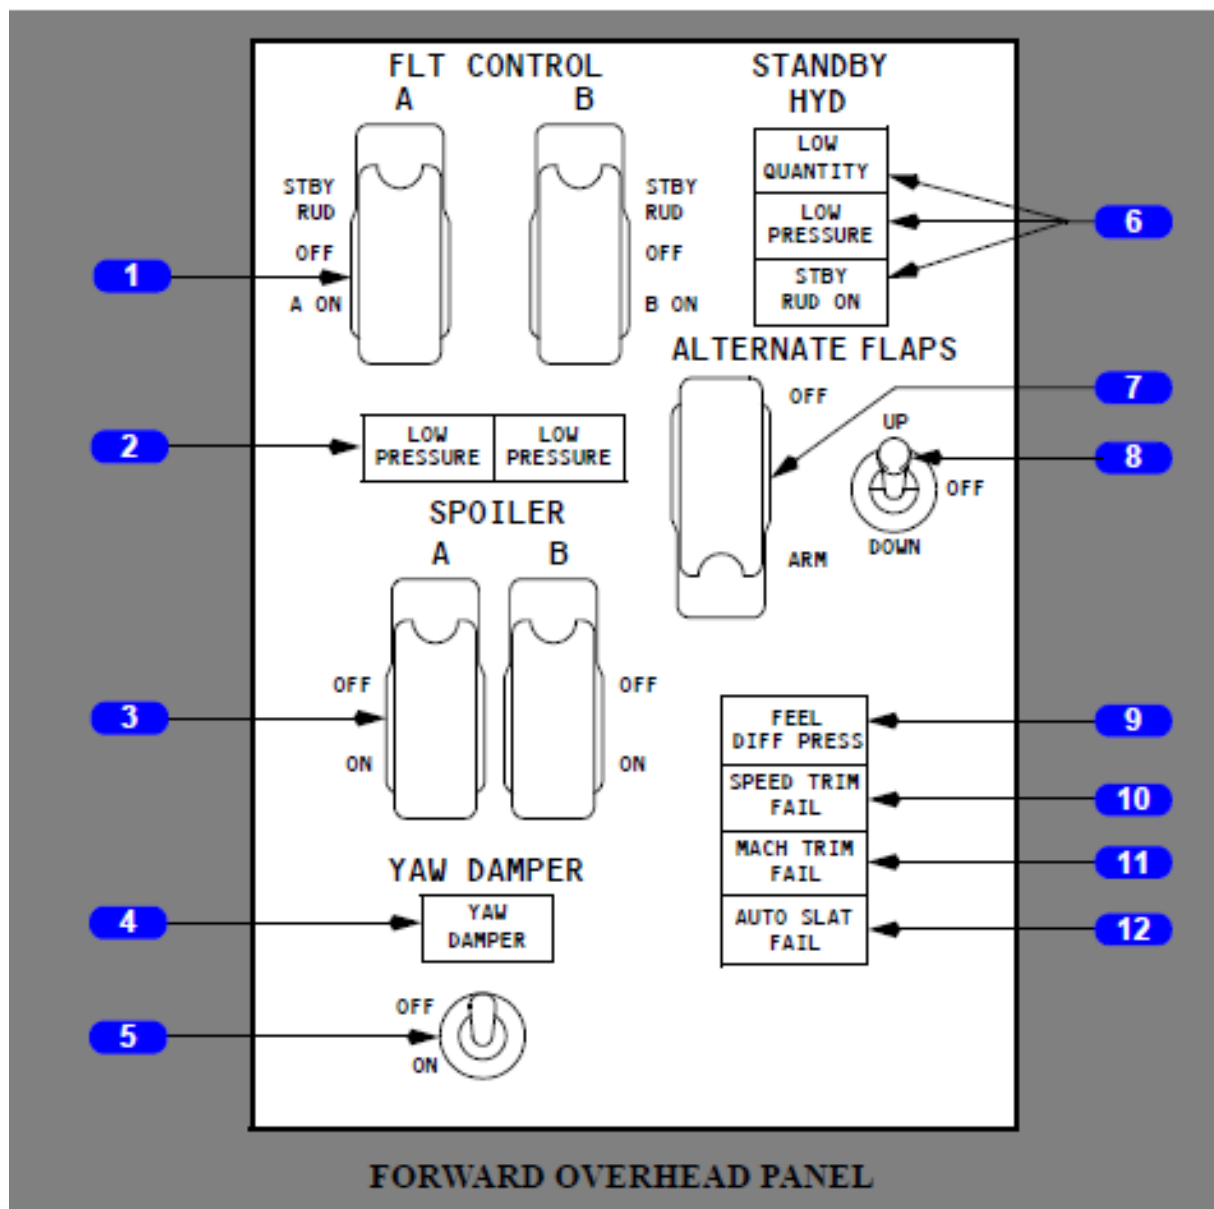 FLT CONTROL
A B
STBY
RUD
OFF
A ON
STBY
RUD
OFF
B ON
STANDBY
HYD
LOW
QUANTITY
LOW
PRESSURE
STBY
RUD ON
6
1
ALTERNATE FLAPS
OFF
ARM
7
UP
OFF
DOWN
8
2
LOW
PRESSURE
LOW
PRESSURE
SPOILER
A B
OFF
ON
OFF
ON
3
FEEL
DIFF PRESS
9
SPEED TRIM
FAIL
10
MACH TRIM
FAIL
11
AUTO SLAT
FAIL
12
YAW DAMPER
4
YAW
DAMPER
5
OFF
ON
FORWARD OVERHEAD PANEL